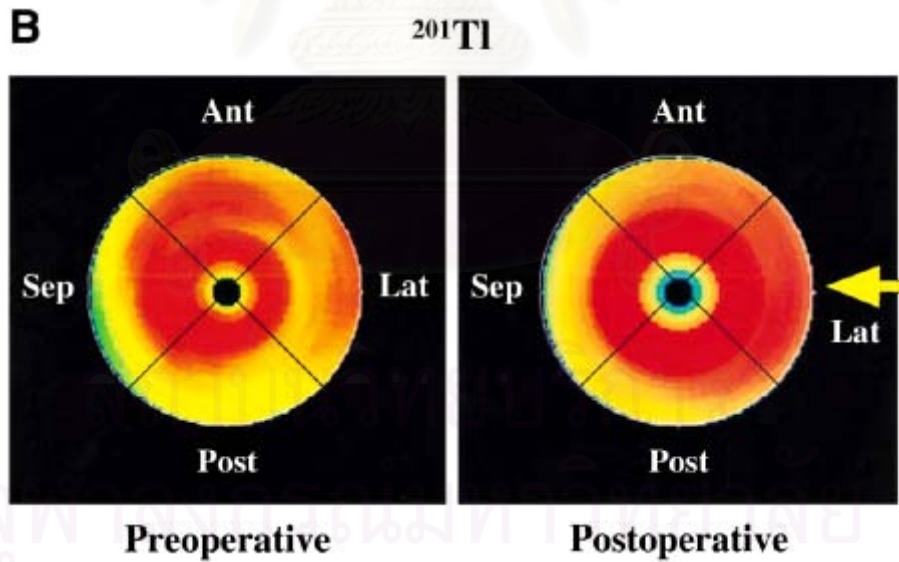 B
²⁰¹Tl
Ant
Ant
Sep
Lat
Sep
Lat
Post
Post
Preoperative
Postoperative